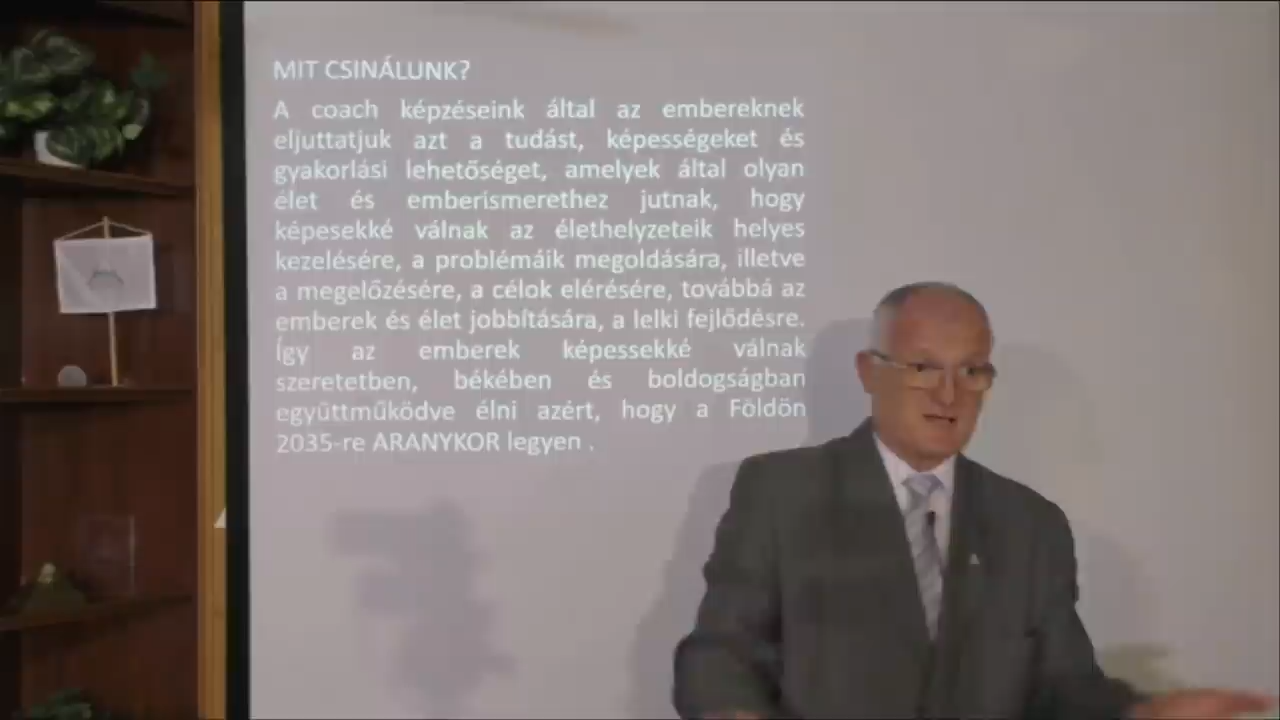 MIT CSINÁLUNK?
A coach képzéseink által az embereknek
eljuttatjuk azt a tudást, képességeket és
gyakorlási lehetőséget, amelyek által olyan
élet és emberismerethez jutnak, hogy
képesekké válnak az élethelyzeteik helyes
kezelésére, a problémáik megoldására, illetve
a megelőzésére, a célok elérésére, továbbá az
emberek és élet jobbítására, a lelki fejlődésre.
Így az emberek képessekké válnak
szeretetben, békében és boldogságban
együttműködve élni azért, hogy a Földön
2035-re ARANYKOR legyen .